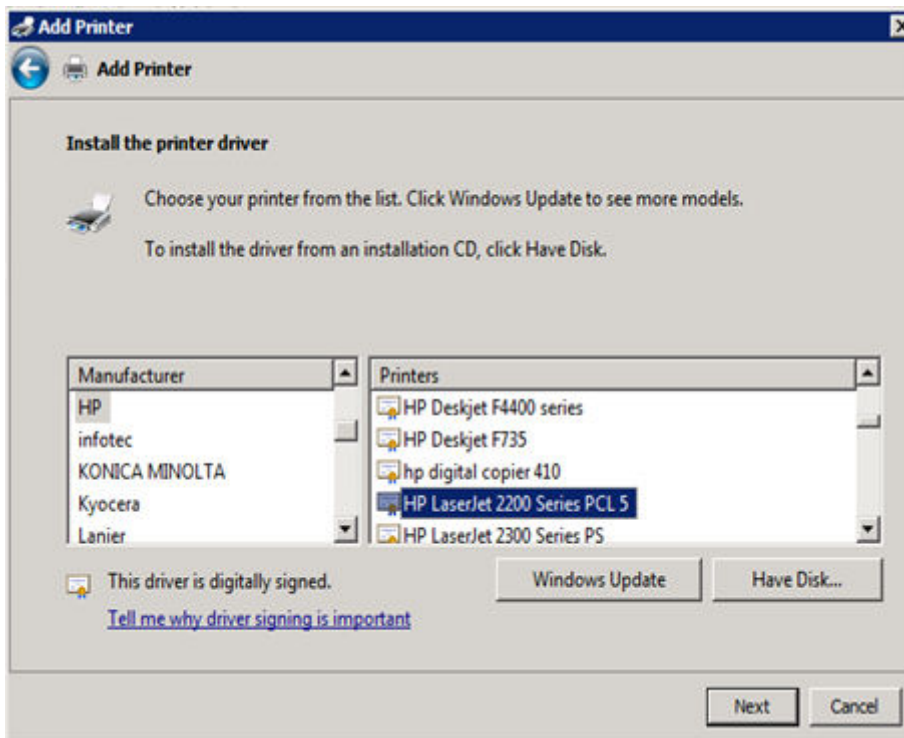 Add Printer
Add Printer
Install the printer driver
Choose your printer from the list. Click Windows Update to see more models.
To install the driver from an installation CD, click Have Disk.
Manufacturer
HP
infotec
KONICA MINOLTA
Kyocera
Lanier
Printers
HP Deskjet F4400 series
HP Deskjet F735
hp digital copier 410
HP LaserJet 2200 Series PCL 5
HP LaserJet 2300 Series PS
This driver is digitally signed.
Tell me why driver signing is important
Windows Update
Have Disk...
Next
Cancel